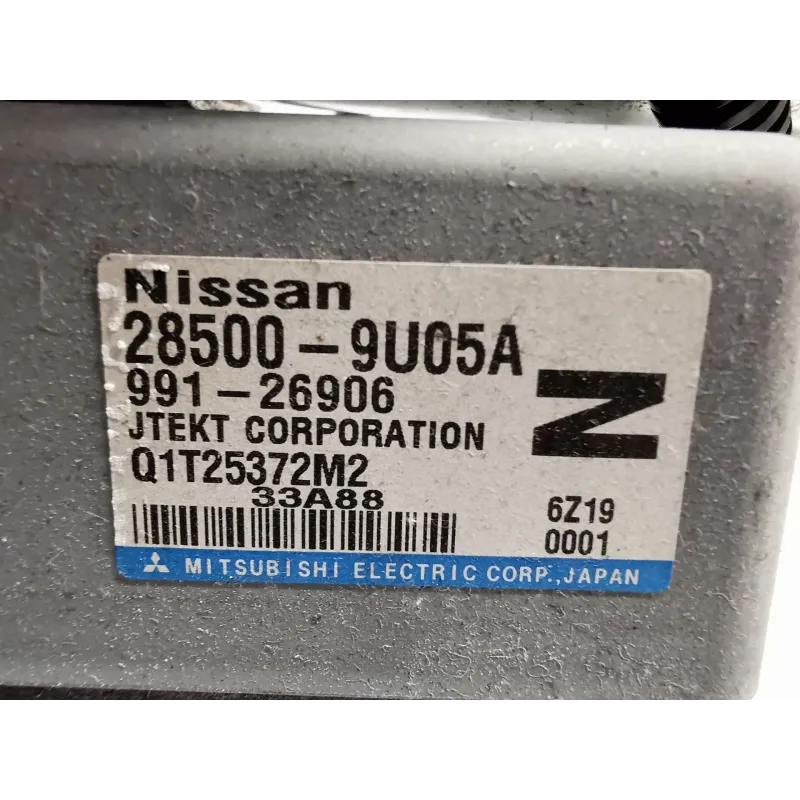 Nissan
28500-9U05A
991-26906
JTEKT CORPORATION
Q1T25372M2
33A88
N
6Z19
0001
MITSUBISHI ELECTRIC CORP., JAPAN